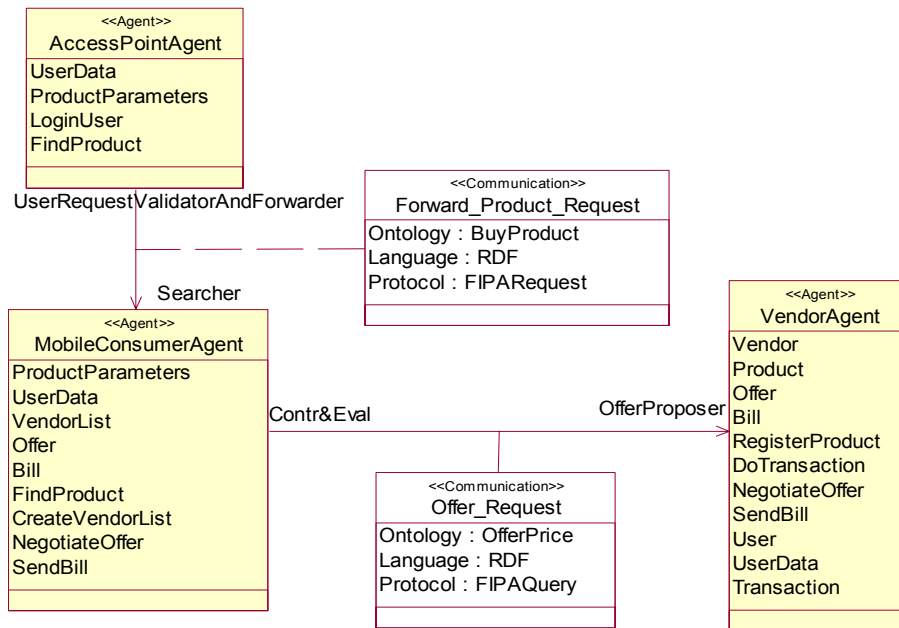 <<Agent>>
AccessPointAgent
UserData
ProductParameters
LoginUser
FindProduct
UserRequestValidatorAndForwarder
<<Communication>>
Forward_Product_Request
Ontology : BuyProduct
Language : RDF
Protocol : FIPARequest
Searcher
<<Agent>>
MobileConsumerAgent
ProductParameters
UserData
VendorList
Offer
Bill
FindProduct
CreateVendorList
NegotiateOffer
SendBill
Contr&Eval
OfferProposer
<<Communication>>
Offer_Request
Ontology : OfferPrice
Language : RDF
Protocol : FIPAQuery
<<Agent>>
VendorAgent
Vendor
Product
Offer
Bill
RegisterProduct
DoTransaction
NegotiateOffer
SendBill
User
UserData
Transaction